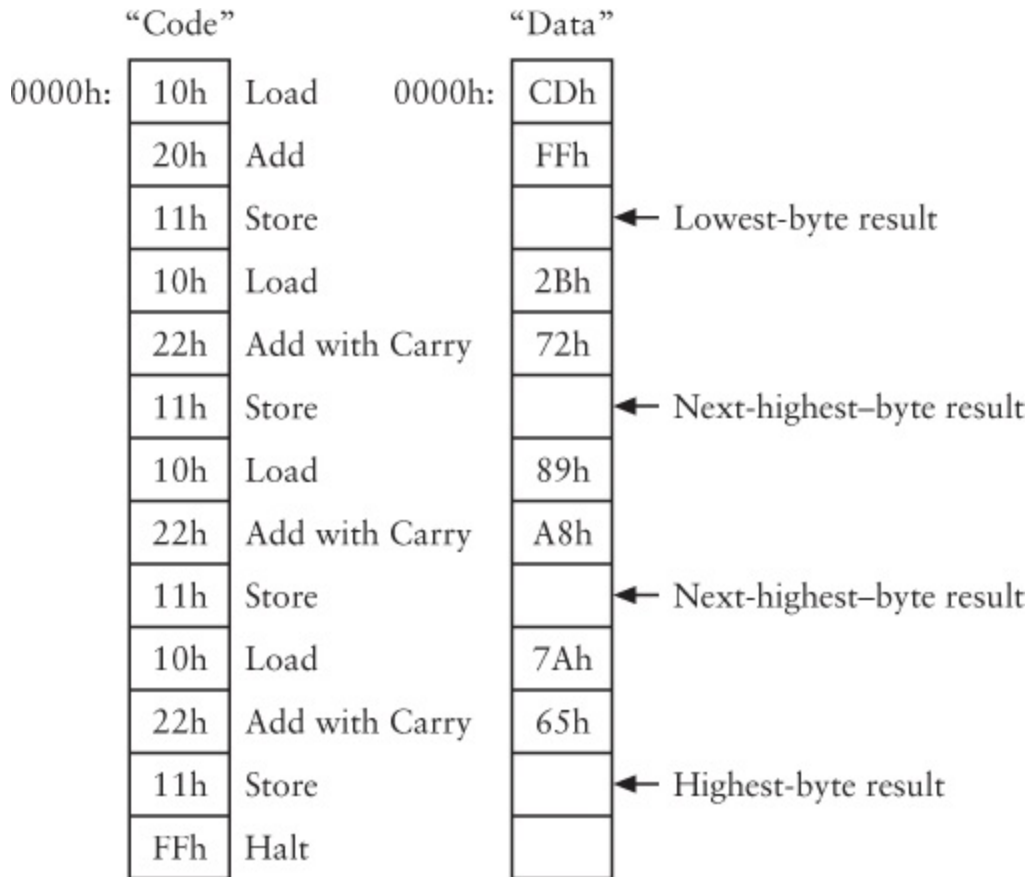 “Code” “Data”
0000h: 10h Load 0000h: CDh
20h Add FFh
11h Store ← Lowest-byte result
10h Load 2Bh
22h Add with Carry 72h
11h Store ← Next-highest–byte result
10h Load 89h
22h Add with Carry A8h
11h Store ← Next-highest–byte result
10h Load 7Ah
22h Add with Carry 65h
11h Store ← Highest-byte result
FFh Halt